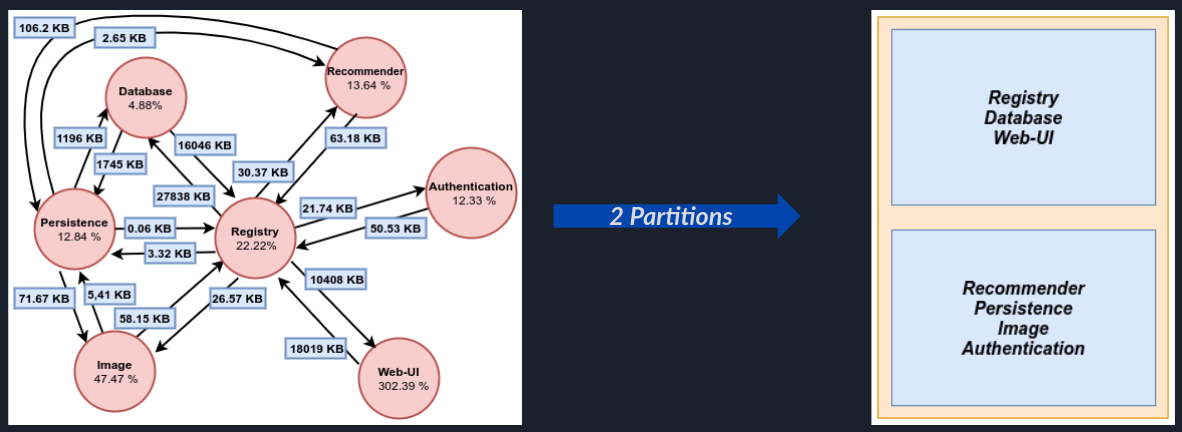 106.2 KB
2.65 KB
Recommender
13.64 %
Database
4.88%
1196 KB
16046 KB
63.18 KB
1745 KB
30.37 KB
27838 KB
Authentication
12.33 %
21.74 KB
50.53 KB
Persistence
12.84 %
0.06 KB
Registry
22.22%
3.32 KB
10408 KB
71.67 KB
5,41 KB
26.57 KB
58.15 KB
18019 KB
Image
47.47 %
Web-UI
302.39 %
2 Partitions
Registry
Database
Web-UI
Recommender
Persistence
Image
Authentication